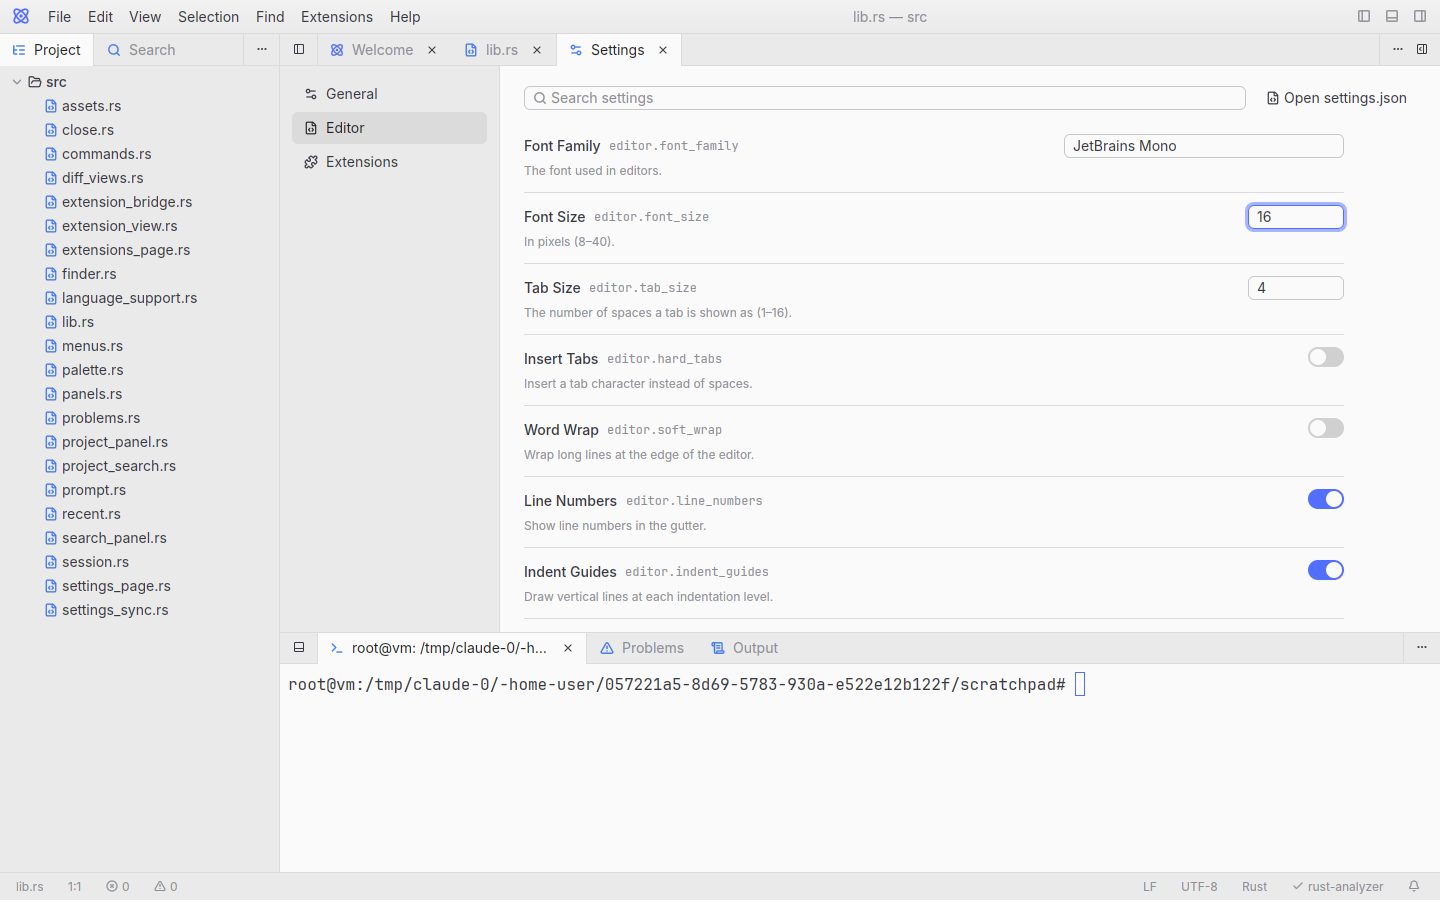 File Edit View Selection Find Extensions Help
lib.rs — src
Project
Search
Welcome
lib.rs
Settings
src
assets.rs
close.rs
commands.rs
diff_views.rs
extension_bridge.rs
extension_view.rs
extensions_page.rs
finder.rs
language_support.rs
lib.rs
menus.rs
palette.rs
panels.rs
problems.rs
project_panel.rs
project_search.rs
prompt.rs
recent.rs
search_panel.rs
session.rs
settings_page.rs
settings_sync.rs
General
Editor
Extensions
Search settings
Open settings.json
Font Family editor.font_family
JetBrains Mono
The font used in editors.
Font Size editor.font_size
16
In pixels (8–40).
Tab Size editor.tab_size
4
The number of spaces a tab is shown as (1–16).
Insert Tabs editor.hard_tabs
Insert a tab character instead of spaces.
Word Wrap editor.soft_wrap
Wrap long lines at the edge of the editor.
Line Numbers editor.line_numbers
Show line numbers in the gutter.
Indent Guides editor.indent_guides
Draw vertical lines at each indentation level.
root@vm: /tmp/claude-0/-h...
Problems
Output
root@vm:/tmp/claude-0/-home-user/057221a5-8d69-5783-930a-e522e12b122f/scratchpad#
lib.rs 1:1 0 0
LF UTF-8 Rust rust-analyzer